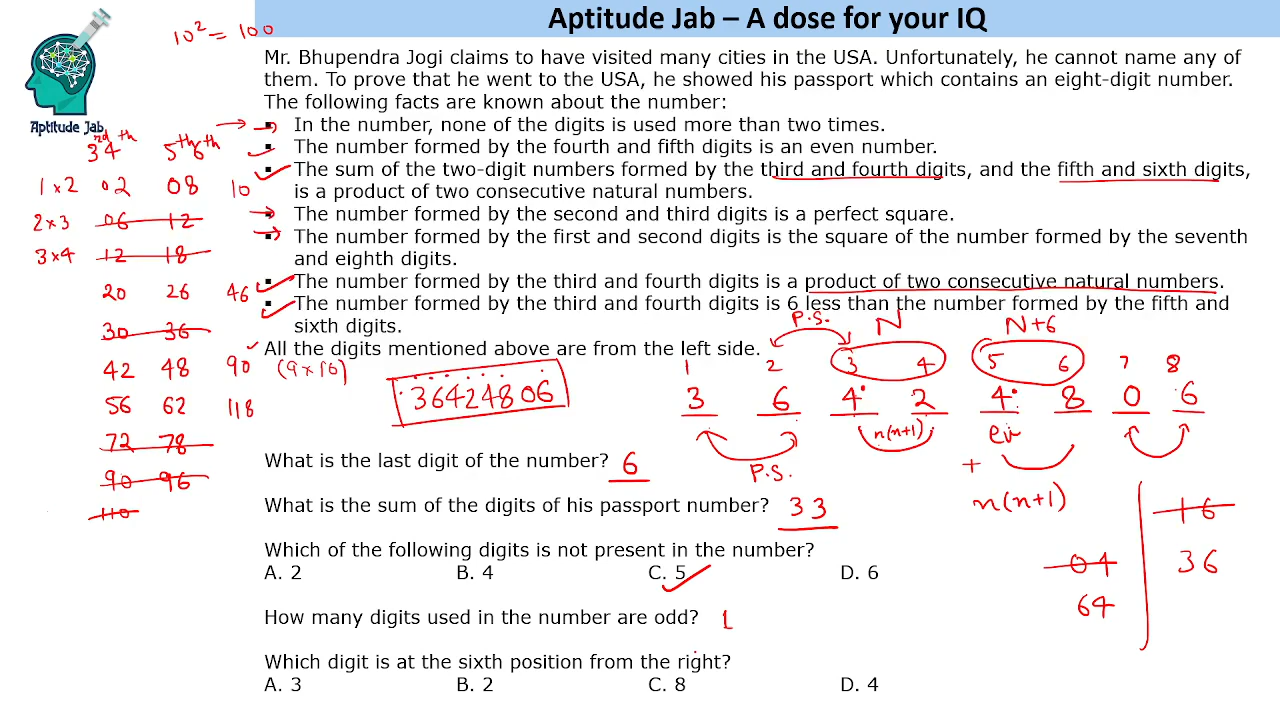 Aptitude Jab – A dose for your IQ
10² = 100
Mr. Bhupendra Jogi claims to have visited many cities in the USA. Unfortunately, he cannot name any of
them. To prove that he went to the USA, he showed his passport which contains an eight-digit number.
The following facts are known about the number:
Aptitude Jab
▪ In the number, none of the digits is used more than two times.
▪ The number formed by the fourth and fifth digits is an even number.
▪ The sum of the two-digit numbers formed by the third and fourth digits, and the fifth and sixth digits,
is a product of two consecutive natural numbers.
▪ The number formed by the second and third digits is a perfect square.
▪ The number formed by the first and second digits is the square of the number formed by the seventh
and eighth digits.
▪ The number formed by the third and fourth digits is a product of two consecutive natural numbers.
▪ The number formed by the third and fourth digits is 6 less than the number formed by the fifth and
sixth digits.
All the digits mentioned above are from the left side.
3rd 4th 5th 6th
1×2 02 08 10
2×3 06 12
3×4 12 18
20 26 46
30 36
42 48 90 (9×10)
56 62 118
72 78
90 96
110
36424806
P.S. N N+6
1 2 3 4 5 6 7 8
3 6 4 2 4 8 0 6
n(n+1)
P.S.
+
n(n+1)
16
04 36
64
What is the last digit of the number? 6
What is the sum of the digits of his passport number? 33
Which of the following digits is not present in the number?
A. 2 B. 4 C. 5 D. 6
How many digits used in the number are odd? 1
Which digit is at the sixth position from the right?
A. 3 B. 2 C. 8 D. 4